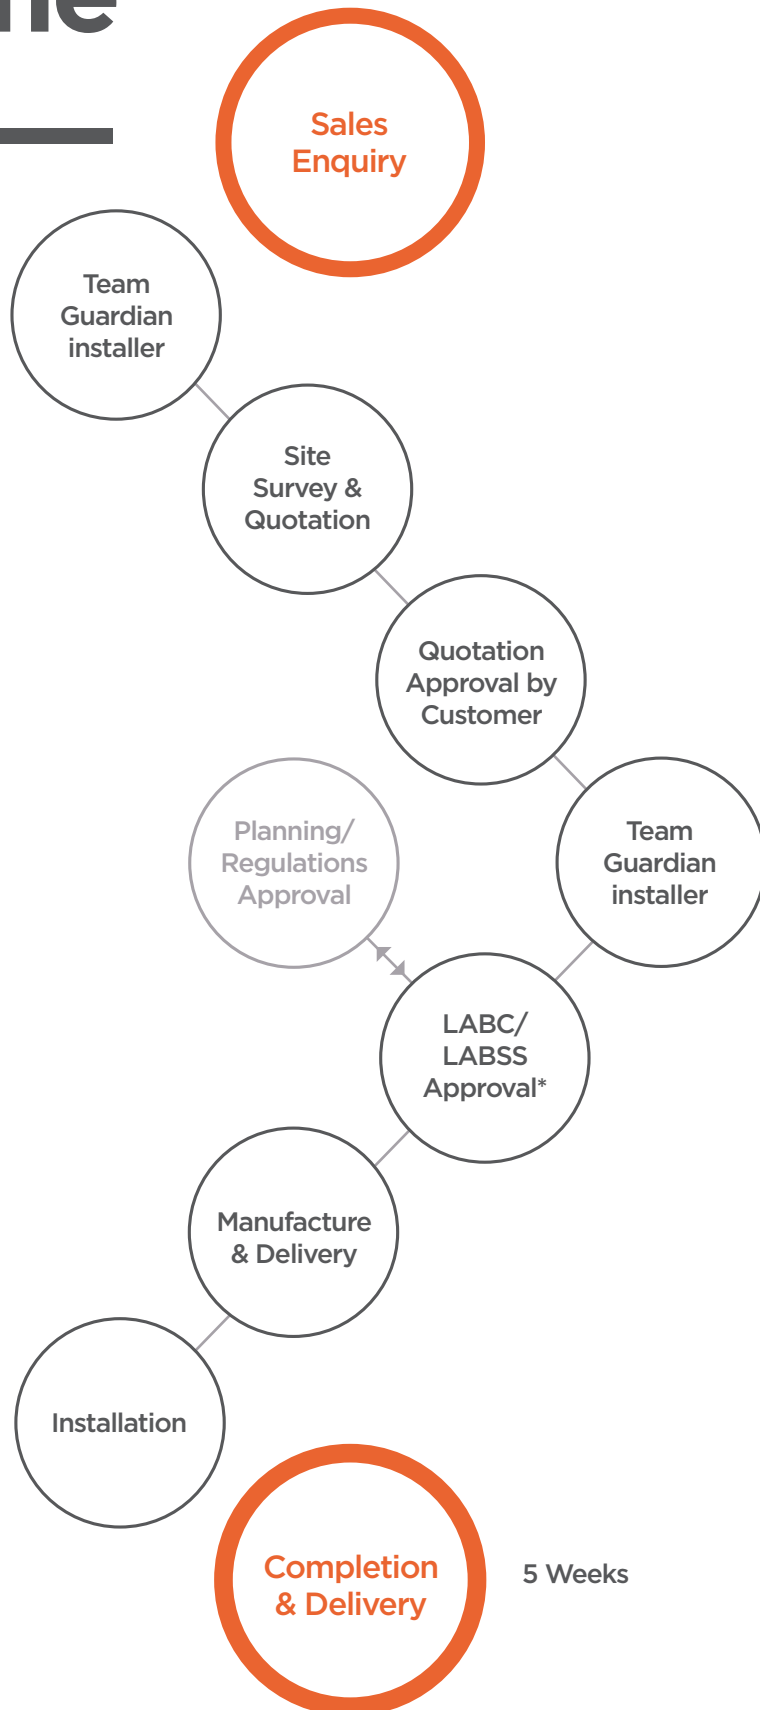 Sales
Enquiry
Team
Guardian
installer
Site
Survey &
Quotation
Quotation
Approval by
Customer
Planning/
Regulations
Approval
Team
Guardian
installer
LABC/
LABSS
Approval*
Manufacture
& Delivery
Installation
Completion
& Delivery
5 Weeks